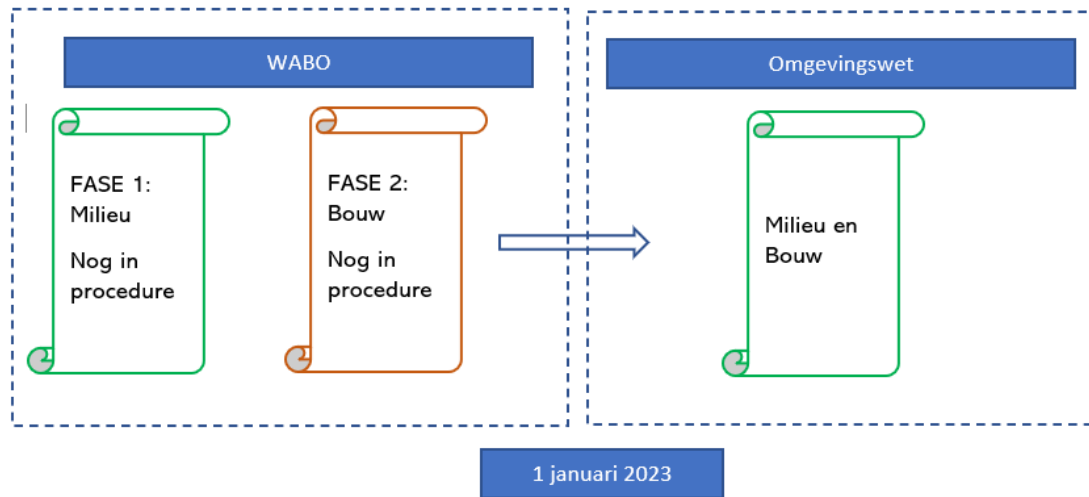 WABO
FASE 1:
Milieu
Nog in
procedure
FASE 2:
Bouw
Nog in
procedure
Omgevingswet
Milieu en
Bouw
1 januari 2023